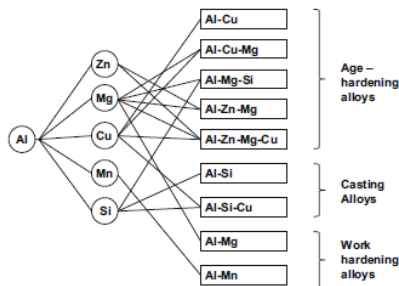 Al
Zn
Mg
Cu
Mn
Si
Al-Cu
Al-Cu-Mg
Al-Mg-Si
Al-Zn-Mg
Al-Zn-Mg-Cu
Al-Si
Al-Si-Cu
Al-Mg
Al-Mn
Age –
hardening
alloys
Casting
Alloys
Work
hardening
alloys